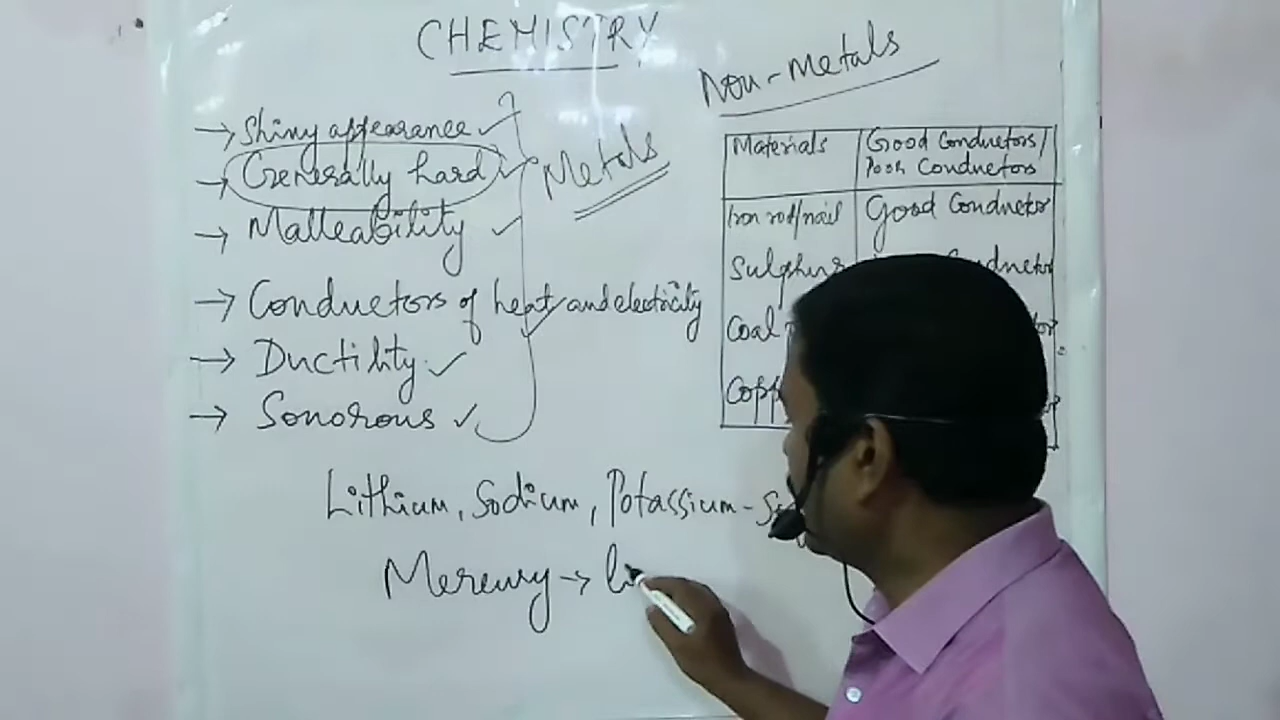 CHEMISTRY
→ Shiny appearance ✓
→ Generally hard ✓
→ Malleability ✓
→ Conductors of heat and electricity ✓
→ Ductility ✓
→ Sonorous ✓
Metals
Non-Metals
Materials Good Conductors/
Poor Conductors
Iron rod/nail Good Conductor
Sulphur
Coal
Lithium, Sodium, Potassium -
Mercury → li